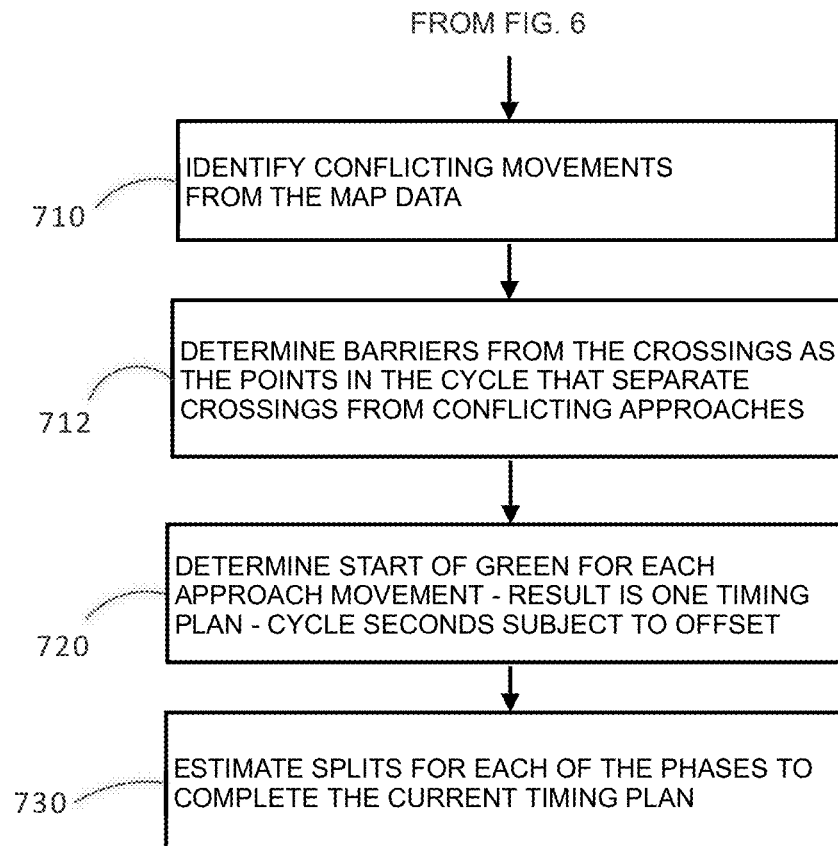 FROM FIG. 6
IDENTIFY CONFLICTING MOVEMENTS
FROM THE MAP DATA
710
DETERMINE BARRIERS FROM THE CROSSINGS AS
THE POINTS IN THE CYCLE THAT SEPARATE
CROSSINGS FROM CONFLICTING APPROACHES
712
DETERMINE START OF GREEN FOR EACH
APPROACH MOVEMENT - RESULT IS ONE TIMING
PLAN - CYCLE SECONDS SUBJECT TO OFFSET
720
ESTIMATE SPLITS FOR EACH OF THE PHASES TO
COMPLETE THE CURRENT TIMING PLAN
730